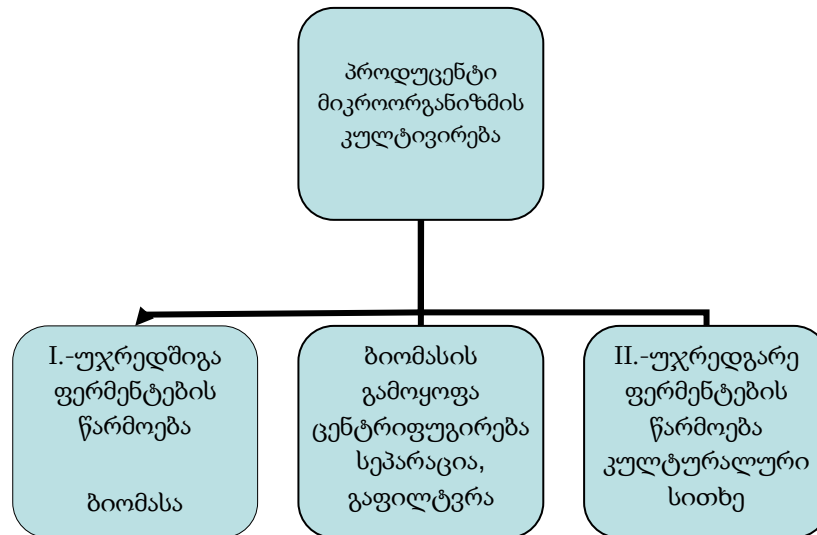 პროდუცენტი
მიკროორგანიზმის
კულტივირება
I.-უჯრედშიგა
ფერმენტების
წარმოება
ბიომასა
ბიომასის
გამოყოფა
ცენტრიფუგირება
სეპარაცია,
გაფილტვრა
II.-უჯრედგარე
ფერმენტების
წარმოება
კულტურალური
სითხე